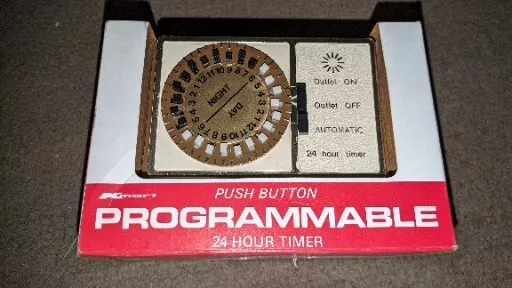 Outlet ON
Outlet OFF
AUTOMATIC
24 hour timer
NIGHT
DAY
Kmart
PUSH BUTTON
PROGRAMMABLE
24 HOUR TIMER